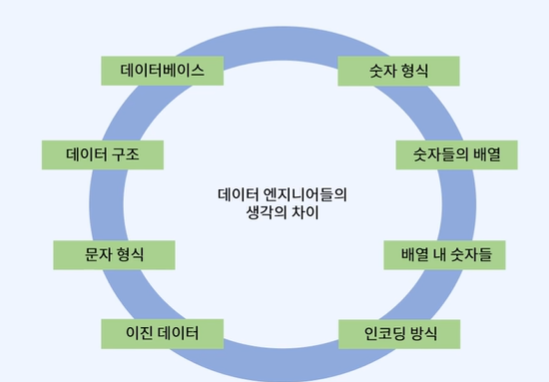 데이터베이스
숫자 형식
데이터 구조
숫자들의 배열
데이터 엔지니어들의
생각의 차이
문자 형식
배열 내 숫자들
이진 데이터
인코딩 방식